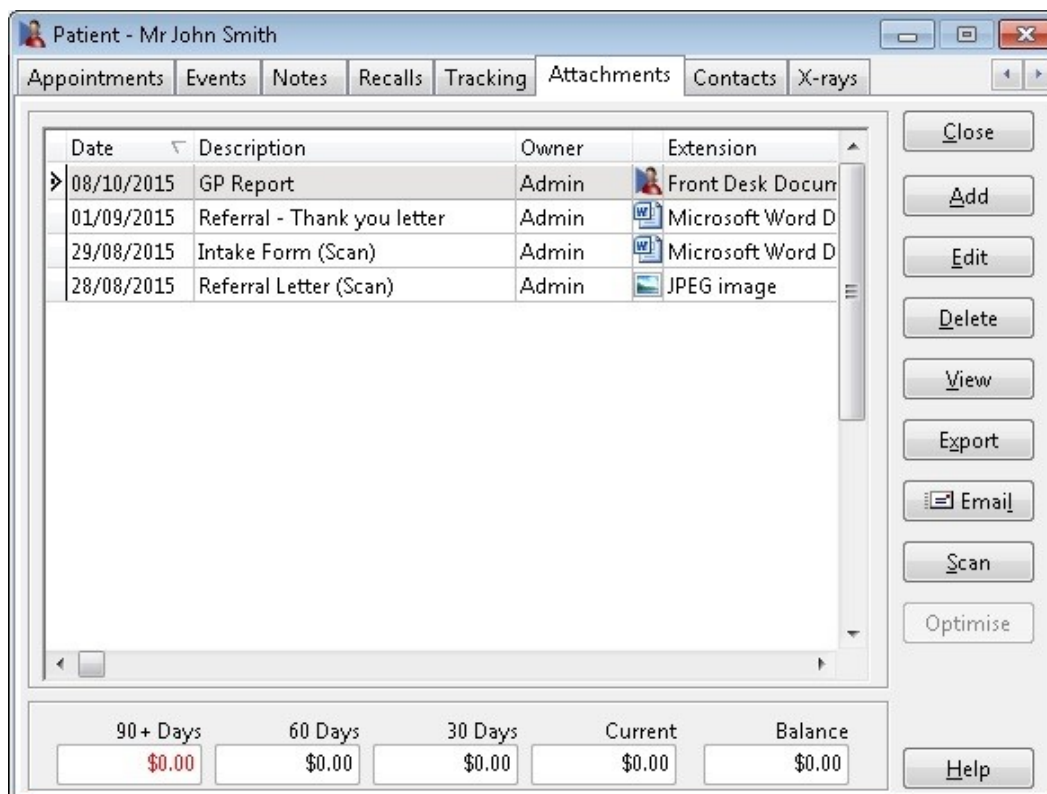 Patient - Mr John Smith
Appointments Events Notes Recalls Tracking Attachments Contacts X-rays
Close
Date Description Owner Extension
08/10/2015 GP Report Admin Front Desk Docum
Add
01/09/2015 Referral - Thank you letter Admin Microsoft Word D
29/08/2015 Intake Form (Scan) Admin Microsoft Word D
Edit
28/08/2015 Referral Letter (Scan) Admin JPEG image
Delete
View
Export
Email
Scan
Optimise
90+ Days 60 Days 30 Days Current Balance
$0.00 $0.00 $0.00 $0.00 $0.00
Help